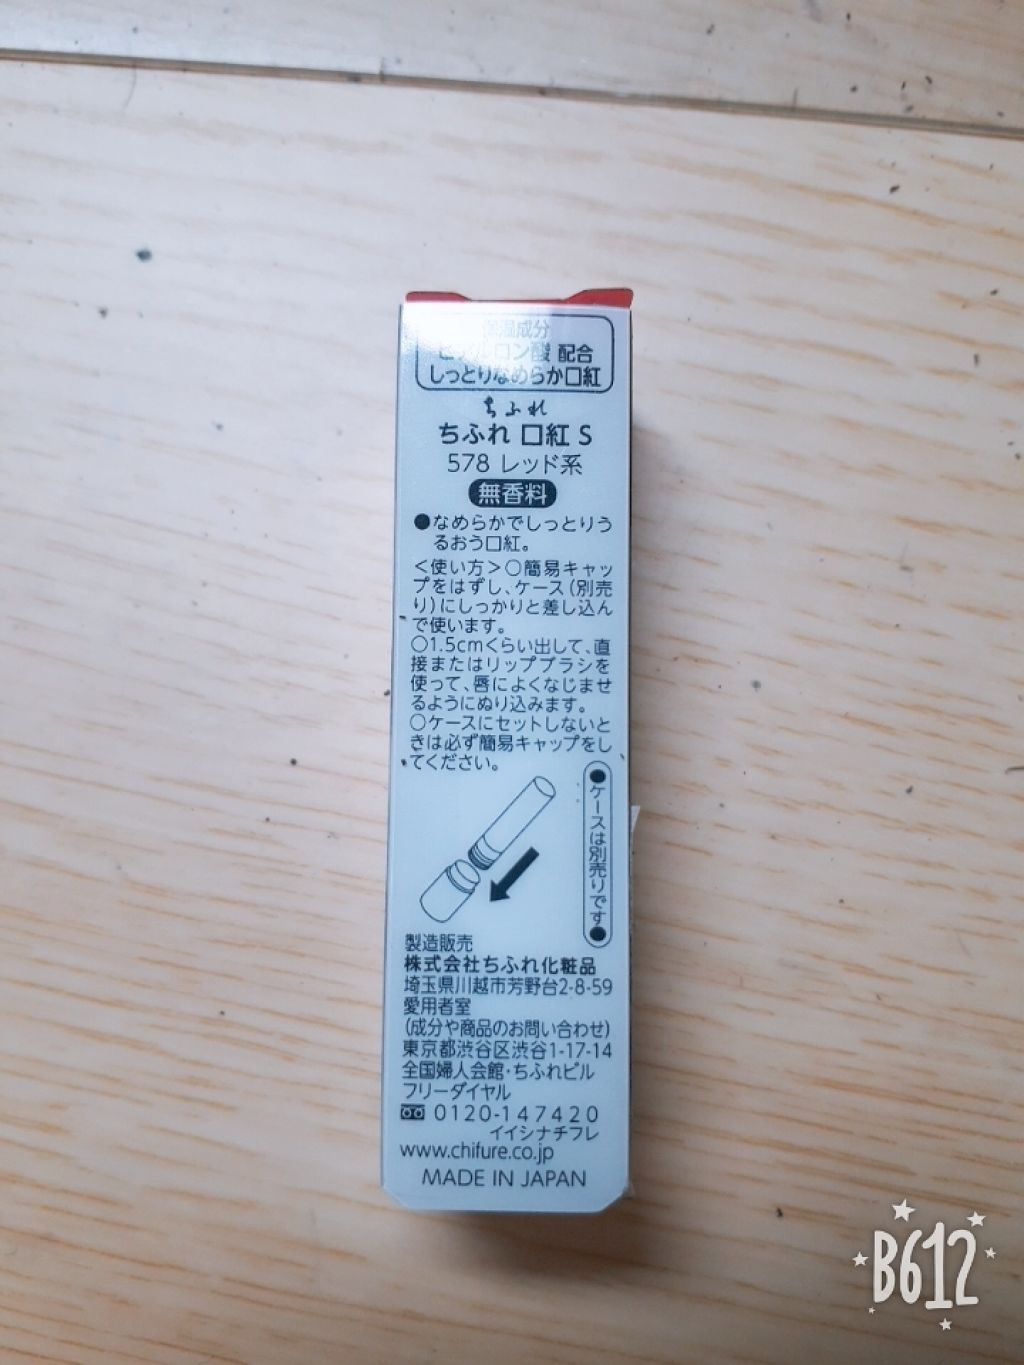 保湿成分
ヒアルロン酸 配合
しっとりなめらか口紅
ちふれ
ちふれ 口紅 S
578 レッド系
無香料
●なめらかでしっとりう
るおう口紅。
<使い方>○簡易キャッ
プをはずし、ケース(別売
り)にしっかりと差し込ん
で使います。
○1.5cmくらい出して、直
接またはリップブラシを
使って、唇によくなじませ
るようにぬり込みます。
○ケースにセットしないと
きは必ず簡易キャップをし
てください。
●ケースは別売りです●
製造販売
株式会社ちふれ化粧品
埼玉県川越市芳野台2-8-59
愛用者室
(成分や商品のお問い合わせ)
東京都渋谷区渋谷1-17-14
全国婦人会館・ちふれビル
フリーダイヤル
0120-147420
イイシナチフレ
www.chifure.co.jp
MADE IN JAPAN
B612